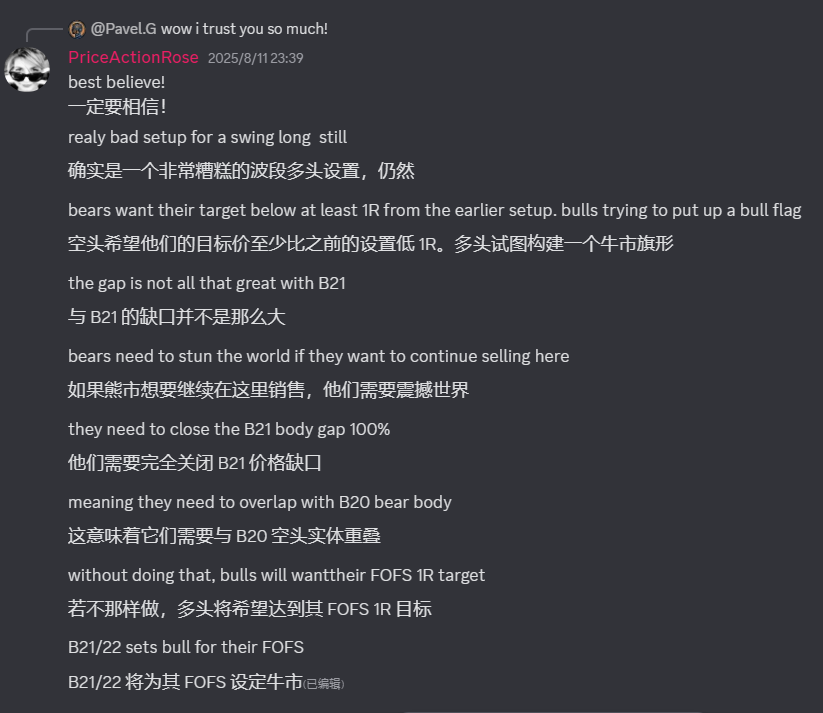 @Pavel.G wow i trust you so much!
PriceActionRose 2025/8/11 23:39
best believe!
一定要相信！
realy bad setup for a swing long still
确实是一个非常糟糕的波段多头设置，仍然
bears want their target below at least 1R from the earlier setup. bulls trying to put up a bull flag
空头希望他们的目标价至少比之前的设置低 1R。多头试图构建一个牛市旗形
the gap is not all that great with B21
与 B21 的缺口并不是那么大
bears need to stun the world if they want to continue selling here
如果熊市想要继续在这里销售，他们需要震撼世界
they need to close the B21 body gap 100%
他们需要完全关闭 B21 价格缺口
meaning they need to overlap with B20 bear body
这意味着它们需要与 B20 空头实体重叠
without doing that, bulls will wanttheir FOFS 1R target
若不那样做，多头将希望达到其 FOFS 1R 目标
B21/22 sets bull for their FOFS
B21/22 将为其 FOFS 设定牛市(已编辑)